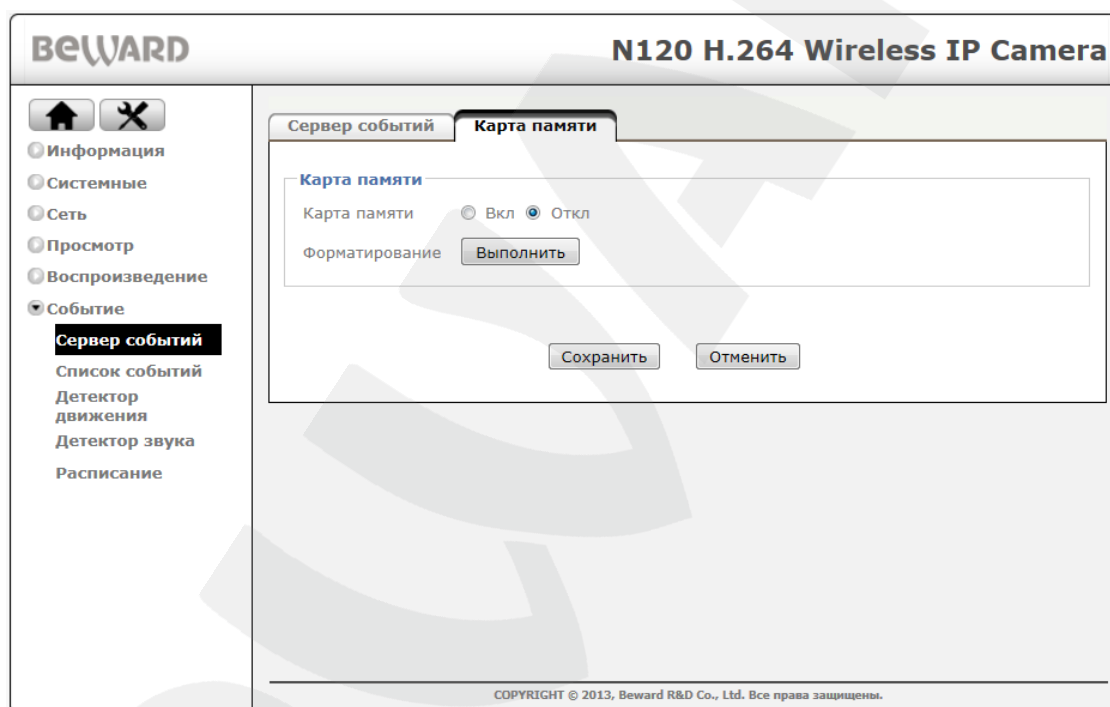 BEWARD
N120 H.264 Wireless IP Camera
Информация
Системные
Сеть
Просмотр
Воспроизведение
Событие
Сервер событий
Список событий
Детектор
движения
Детектор звука
Расписание
Сервер событий Карта памяти
Карта памяти
Карта памяти Вкл Откл
Форматирование Выполнить
Сохранить Отменить
COPYRIGHT © 2013, Beward R&D Co., Ltd. Все права защищены.